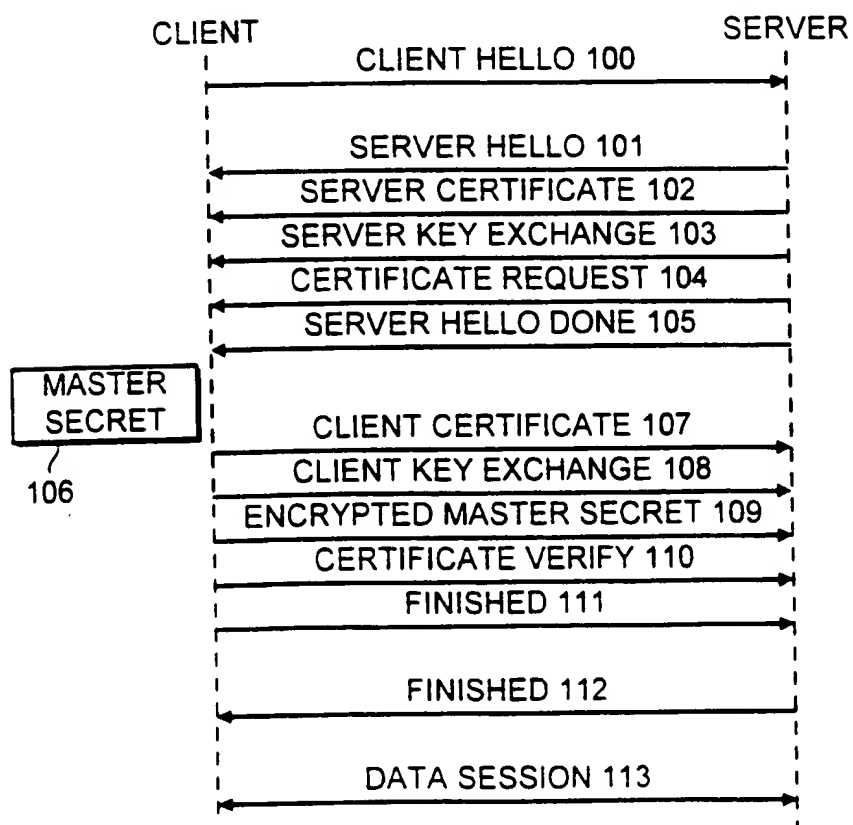 CLIENT
SERVER
CLIENT HELLO 100
SERVER HELLO 101
SERVER CERTIFICATE 102
SERVER KEY EXCHANGE 103
CERTIFICATE REQUEST 104
SERVER HELLO DONE 105
MASTER
SECRET
106
CLIENT CERTIFICATE 107
CLIENT KEY EXCHANGE 108
ENCRYPTED MASTER SECRET 109
CERTIFICATE VERIFY 110
FINISHED 111
FINISHED 112
DATA SESSION 113